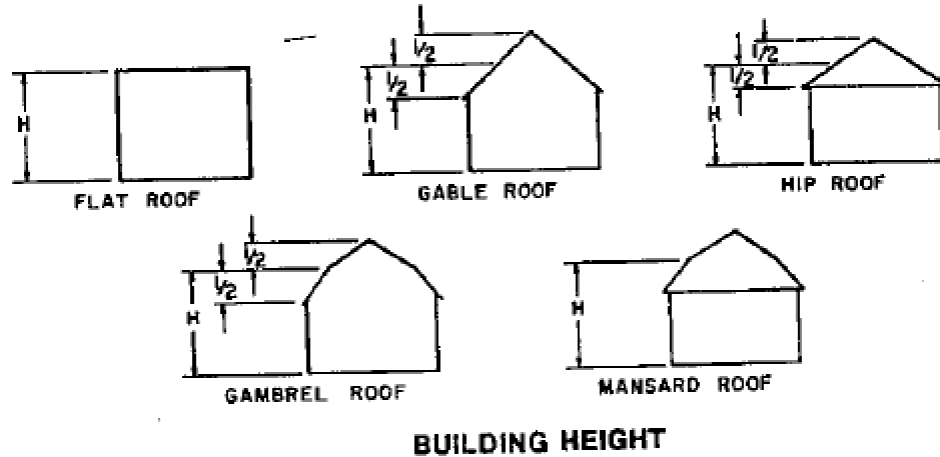 1/2
1/2
H
FLAT ROOF
1/2
1/2
H
GABLE ROOF
H
HIP ROOF
1/2
1/2
H
GAMBREL ROOF
H
MANSARD ROOF
BUILDING HEIGHT